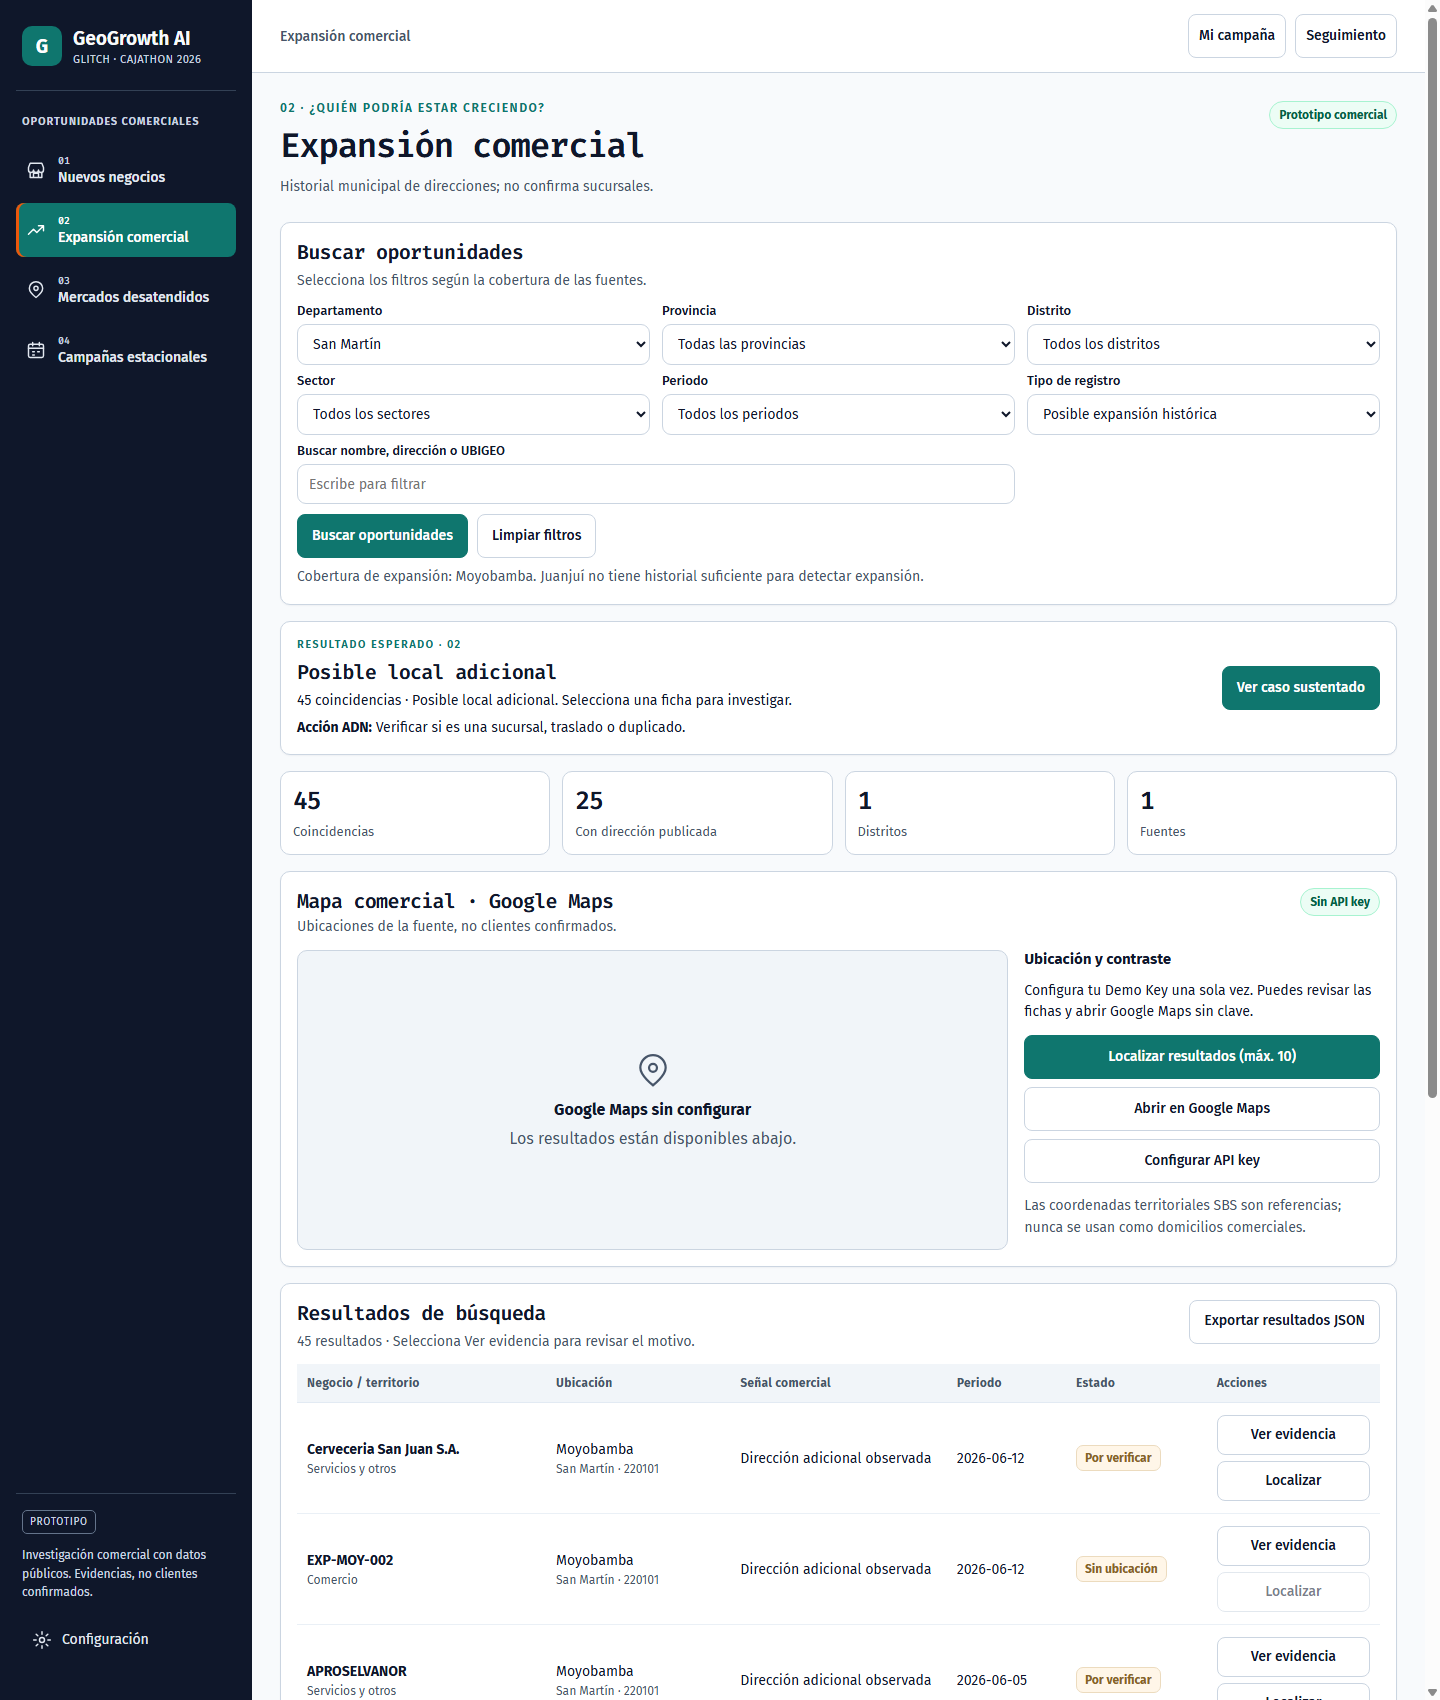 G
GeoGrowth AI
GLITCH · CAJATHON 2026
OPORTUNIDADES COMERCIALES
01
Nuevos negocios
02
Expansión comercial
03
Mercados desatendidos
04
Campañas estacionales
PROTOTIPO
Investigación comercial con datos
públicos. Evidencias, no clientes
confirmados.
Configuración
Expansión comercial
Mi campaña
Seguimiento
02 · ¿QUIÉN PODRÍA ESTAR CRECIENDO?
Prototipo comercial
Expansión comercial
Historial municipal de direcciones; no confirma sucursales.
Buscar oportunidades
Selecciona los filtros según la cobertura de las fuentes.
Departamento
Provincia
Distrito
San Martín
Todas las provincias
Todos los distritos
Sector
Periodo
Tipo de registro
Todos los sectores
Todos los periodos
Posible expansión histórica
Buscar nombre, dirección o UBIGEO
Escribe para filtrar
Buscar oportunidades
Limpiar filtros
Cobertura de expansión: Moyobamba. Juanjuí no tiene historial suficiente para detectar expansión.
RESULTADO ESPERADO · 02
Posible local adicional
45 coincidencias · Posible local adicional. Selecciona una ficha para investigar.
Acción ADN: Verificar si es una sucursal, traslado o duplicado.
Ver caso sustentado
45
Coincidencias
25
Con dirección publicada
1
Distritos
1
Fuentes
Mapa comercial · Google Maps
Sin API key
Ubicaciones de la fuente, no clientes confirmados.
Google Maps sin configurar
Los resultados están disponibles abajo.
Ubicación y contraste
Configura tu Demo Key una sola vez. Puedes revisar las
fichas y abrir Google Maps sin clave.
Localizar resultados (máx. 10)
Abrir en Google Maps
Configurar API key
Las coordenadas territoriales SBS son referencias;
nunca se usan como domicilios comerciales.
Resultados de búsqueda
45 resultados · Selecciona Ver evidencia para revisar el motivo.
Exportar resultados JSON
Negocio / territorio
Ubicación
Señal comercial
Periodo
Estado
Acciones
Cerveceria San Juan S.A.
Servicios y otros
Moyobamba
San Martín · 220101
Dirección adicional observada
2026-06-12
Por verificar
Ver evidencia
Localizar
EXP-MOY-002
Comercio
Moyobamba
San Martín · 220101
Dirección adicional observada
2026-06-12
Sin ubicación
Ver evidencia
Localizar
APROSELVANOR
Servicios y otros
Moyobamba
San Martín · 220101
Dirección adicional observada
2026-06-05
Por verificar
Ver evidencia